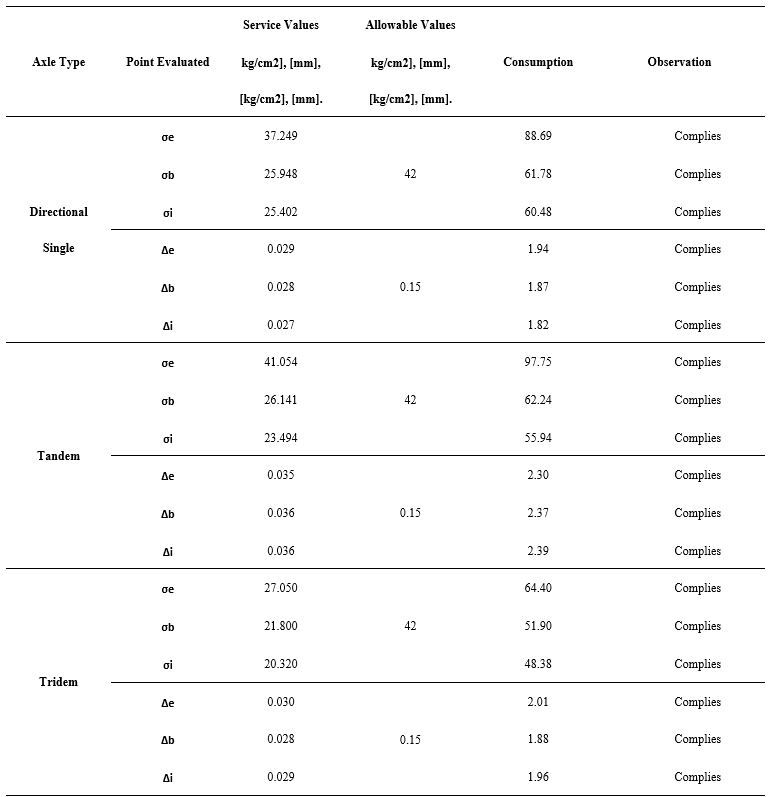 Axle Type Point Evaluated Service Values kg/cm2], [mm], [kg/cm2], [mm]. Allowable Values kg/cm2], [mm], [kg/cm2], [mm]. Consumption Observation
Directional Single
σe 37.249 88.69 Complies
σb 25.948 42 61.78 Complies
σi 25.402 60.48 Complies
Δe 0.029 1.94 Complies
Δb 0.028 0.15 1.87 Complies
Δi 0.027 1.82 Complies
Tandem
σe 41.054 97.75 Complies
σb 26.141 42 62.24 Complies
σi 23.494 55.94 Complies
Δe 0.035 2.30 Complies
Δb 0.036 0.15 2.37 Complies
Δi 0.036 2.39 Complies
Tridem
σe 27.050 64.40 Complies
σb 21.800 42 51.90 Complies
σi 20.320 48.38 Complies
Δe 0.030 2.01 Complies
Δb 0.028 0.15 1.88 Complies
Δi 0.029 1.96 Complies